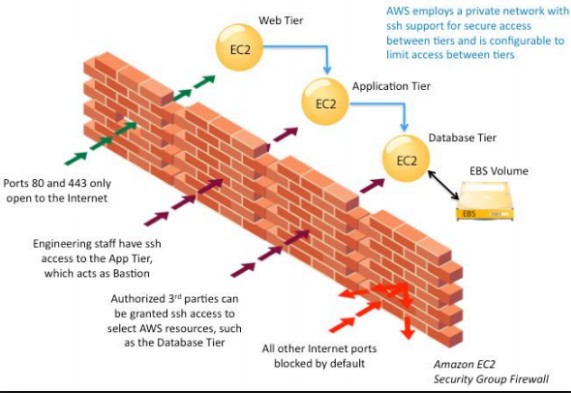 AWS employs a private network with
ssh support for secure access
between tiers and is configurable to
limit access between tiers
Web Tier
EC2
Application Tier
EC2
Database Tier
EC2
EBS Volume
EBS
Ports 80 and 443 only
open to the Internet
Engineering staff have ssh
access to the App Tier,
which acts as Bastion
Authorized 3rd parties can
be granted ssh access to
select AWS resources, such
as the Database Tier
All other Internet ports
blocked by default
Amazon EC2
Security Group Firewall